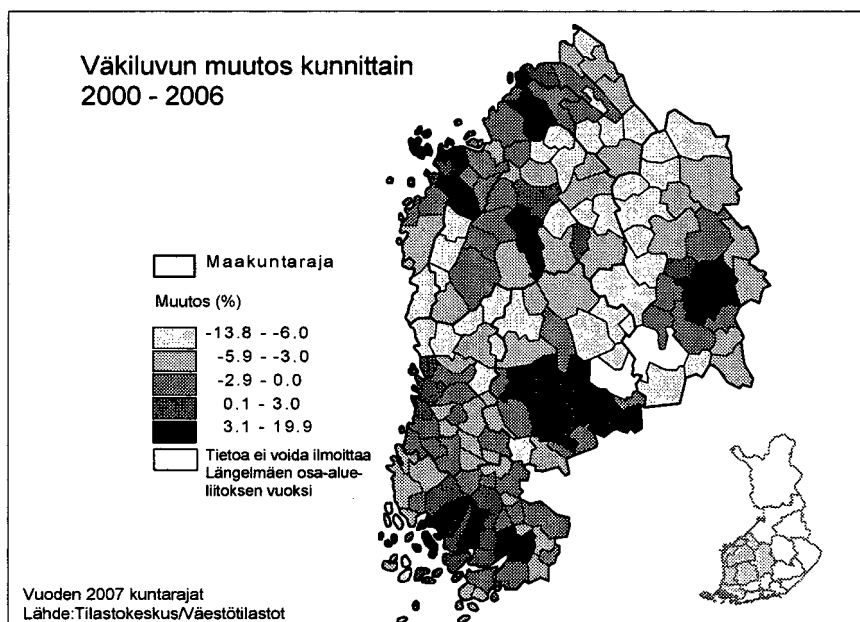 Väkiluvun muutos kunnittain
2000 - 2006
Maakuntaraja
Muutos (%)
-13.8 - -6.0
-5.9 - -3.0
-2.9 - 0.0
0.1 - 3.0
3.1 - 19.9
Tietoa ei voida ilmoittaa
Längelmäen osa-alue-
liitoksen vuoksi
Vuoden 2007 kuntarajat
Lähde:Tilastokeskus/Väestötilastot